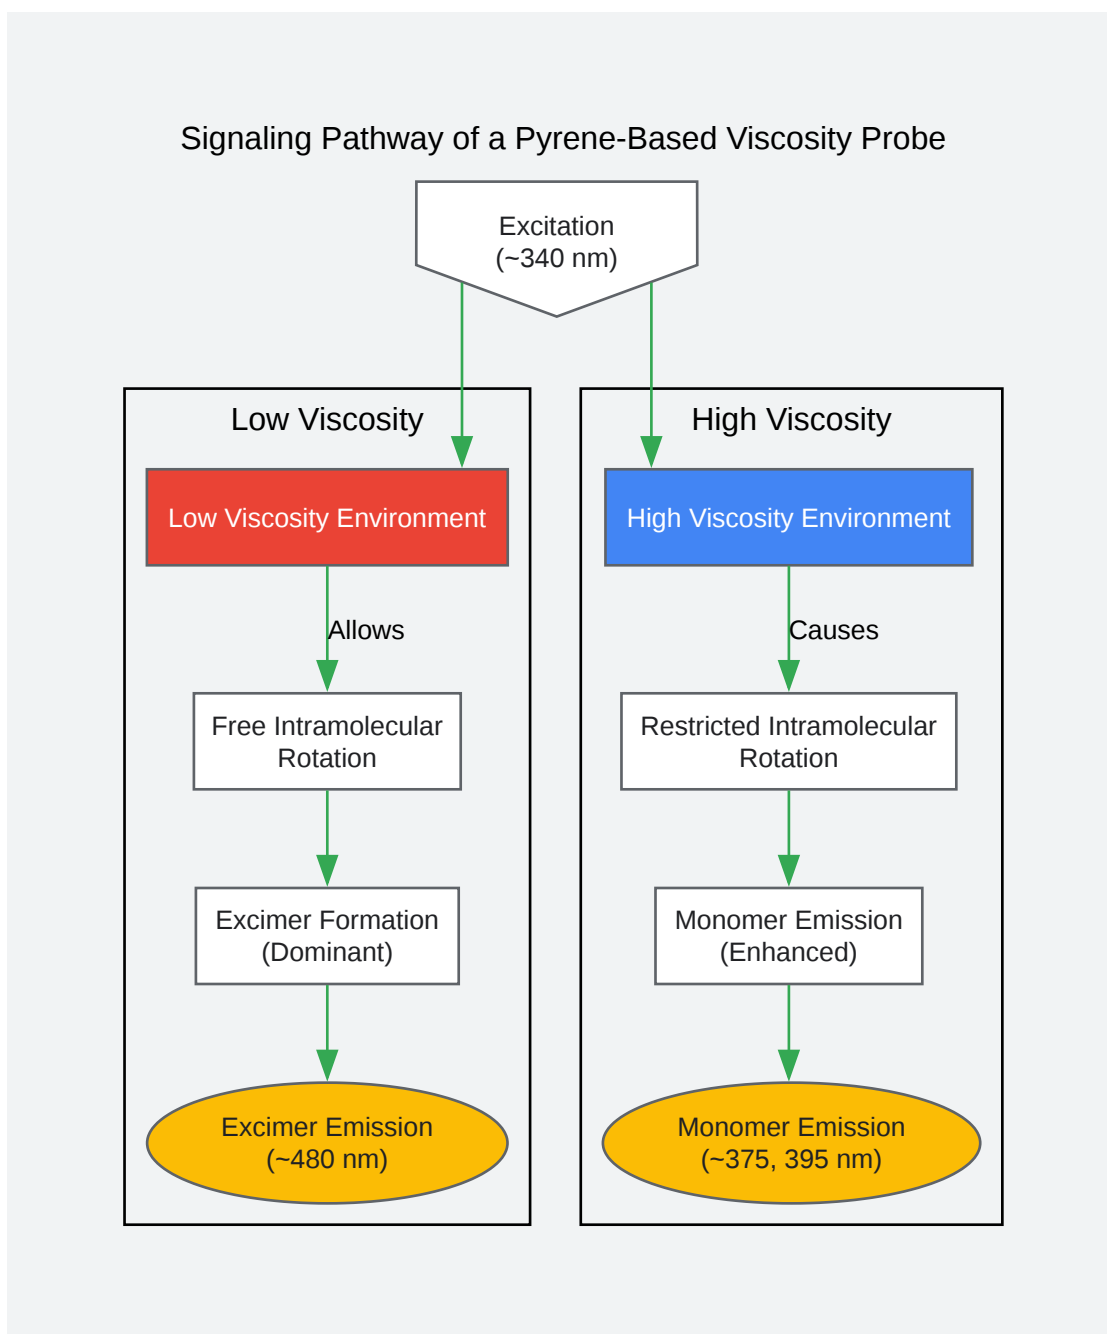 Signaling Pathway of a Pyrene-Based Viscosity Probe
Excitation
(~340 nm)
Low Viscosity
Low Viscosity Environment
Allows
Free Intramolecular
Rotation
Excimer Formation
(Dominant)
Excimer Emission
(~480 nm)
High Viscosity
High Viscosity Environment
Causes
Restricted Intramolecular
Rotation
Monomer Emission
(Enhanced)
Monomer Emission
(~375, 395 nm)